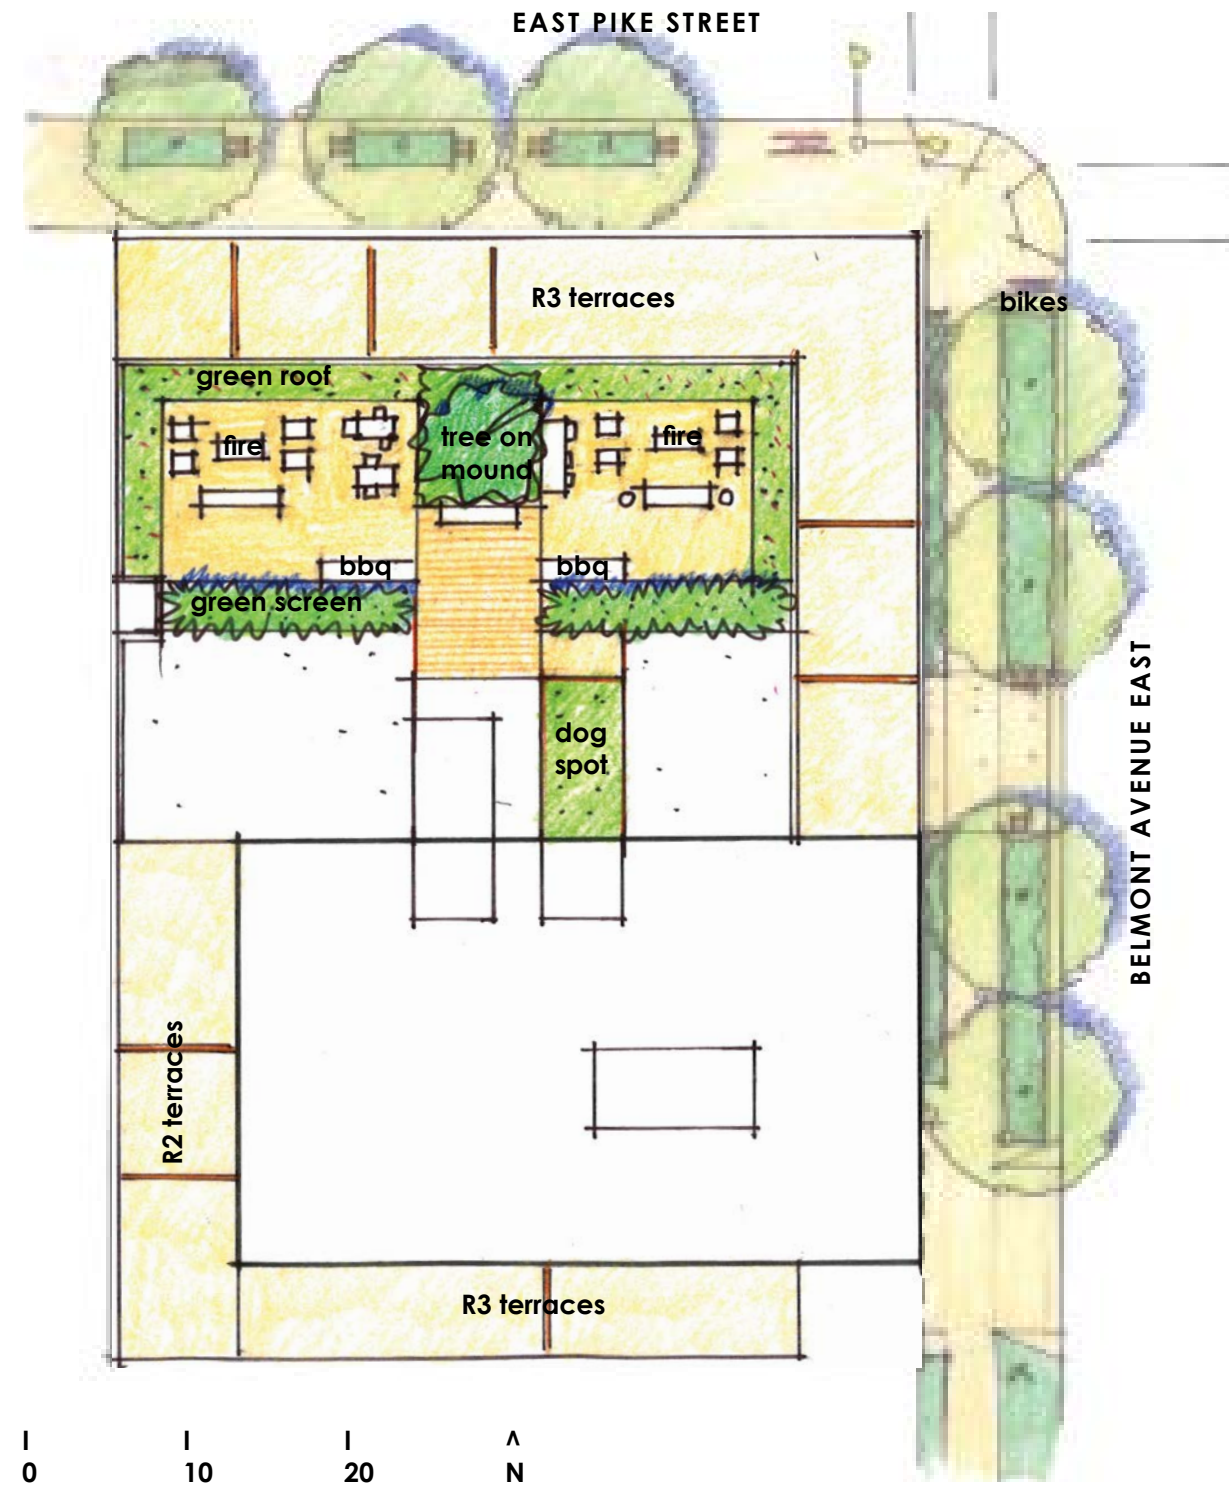 EAST PIKE STREET
R3 terraces
bikes
green roof
fire
tree on
mound
fire
bbq
bbq
green screen
dog
spot
BELMONT AVENUE EAST
R2 terraces
R3 terraces
0
10
20
^
N